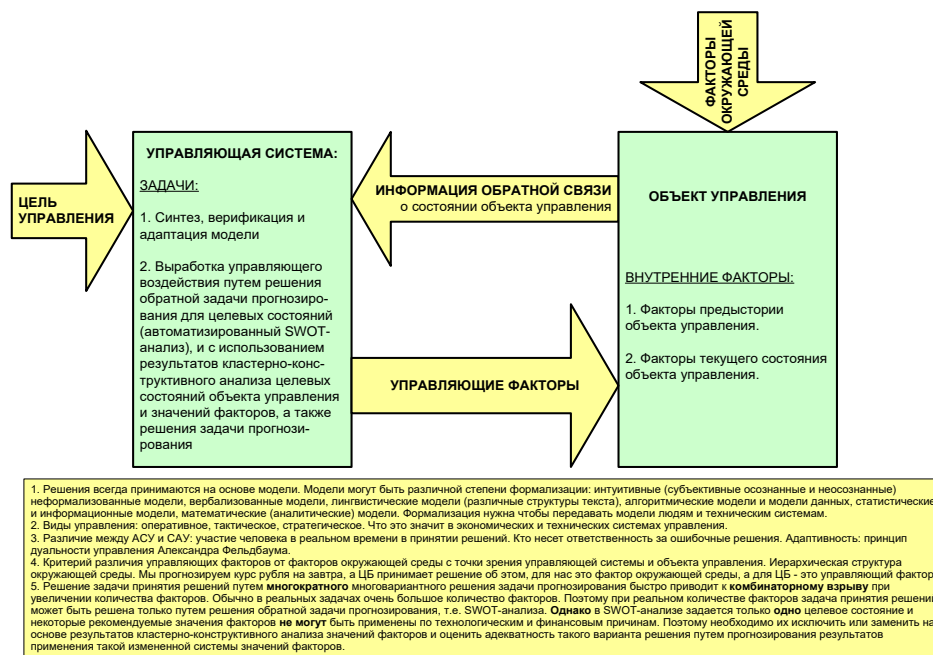 ФАКТОРЫ
ОКРУЖАЮЩЕЙ
СРЕДЫ
ЦЕЛЬ
УПРАВЛЕНИЯ
УПРАВЛЯЮЩАЯ СИСТЕМА:
ЗАДАЧИ:
1. Синтез, верификация и
адаптация модели
2. Выработка управляющего
воздействия путем решения
обратной задачи прогнозиро-
вания для целевых состояний
(автоматизированный SWOT-
анализ), и с использованием
результатов кластерно-конс-
труктивного анализа целевых
состояний объекта управления
и значений факторов, а также
решения задачи прогнози-
рования
ИНФОРМАЦИЯ ОБРАТНОЙ СВЯЗИ
о состоянии объекта управления
УПРАВЛЯЮЩИЕ ФАКТОРЫ
ОБЪЕКТ УПРАВЛЕНИЯ
ВНУТРЕННИЕ ФАКТОРЫ:
1. Факторы предыстории
объекта управления.
2. Факторы текущего состояния
объекта управления.
1. Решения всегда принимаются на основе модели. Модели могут быть различной степени формализации: интуитивные (субъективные осознанные и неосознанные)
неформализованные модели, вербализованные модели, лингвистические модели (различные структуры текста), алгоритмические модели и модели данных, статистические
и информационные модели, математические (аналитические) модели. Формализация нужна чтобы передавать модели людям и техническим системам.
2. Виды управления: оперативное, тактическое, стратегическое. Что это значит в экономических и технических системах управления.
3. Различие между АСУ и САУ: участие человека в реальном времени в принятии решений. Кто несет ответственность за ошибочные решения. Адаптивность: принцип
дуальности управления Александра Фельдбаума.
4. Критерий различия управляющих факторов от факторов окружающей среды с точки зрения управляющей системы и объекта управления. Иерархическая структура
окружающей среды. Мы прогнозируем курс рубля на завтра, а ЦБ принимает решение об этом, для нас это фактор окружающей среды, а для ЦБ - это управляющий фактор
5. Решение задачи принятия решений путем многократного многовариантного решения задачи прогнозирования быстро приводит к комбинаторному взрыву при
увеличении количества факторов. Обычно в реальных задачах очень большое количество факторов. Поэтому при реальном количестве факторов задача принятия решений
может быть решена только путем решения обратной задачи прогнозирования, т.е. SWOT-анализа. Однако в SWOT-анализе задается только одно целевое состояние и
некоторые рекомендуемые значения факторов не могут быть применены по технологическим и финансовым причинам. Поэтому необходимо их исключить или заменить на
основе результатов кластерно-конструктивного анализа значений факторов и оценить адекватность такого варианта решения путем прогнозирования результатов
применения такой измененной системы значений факторов.